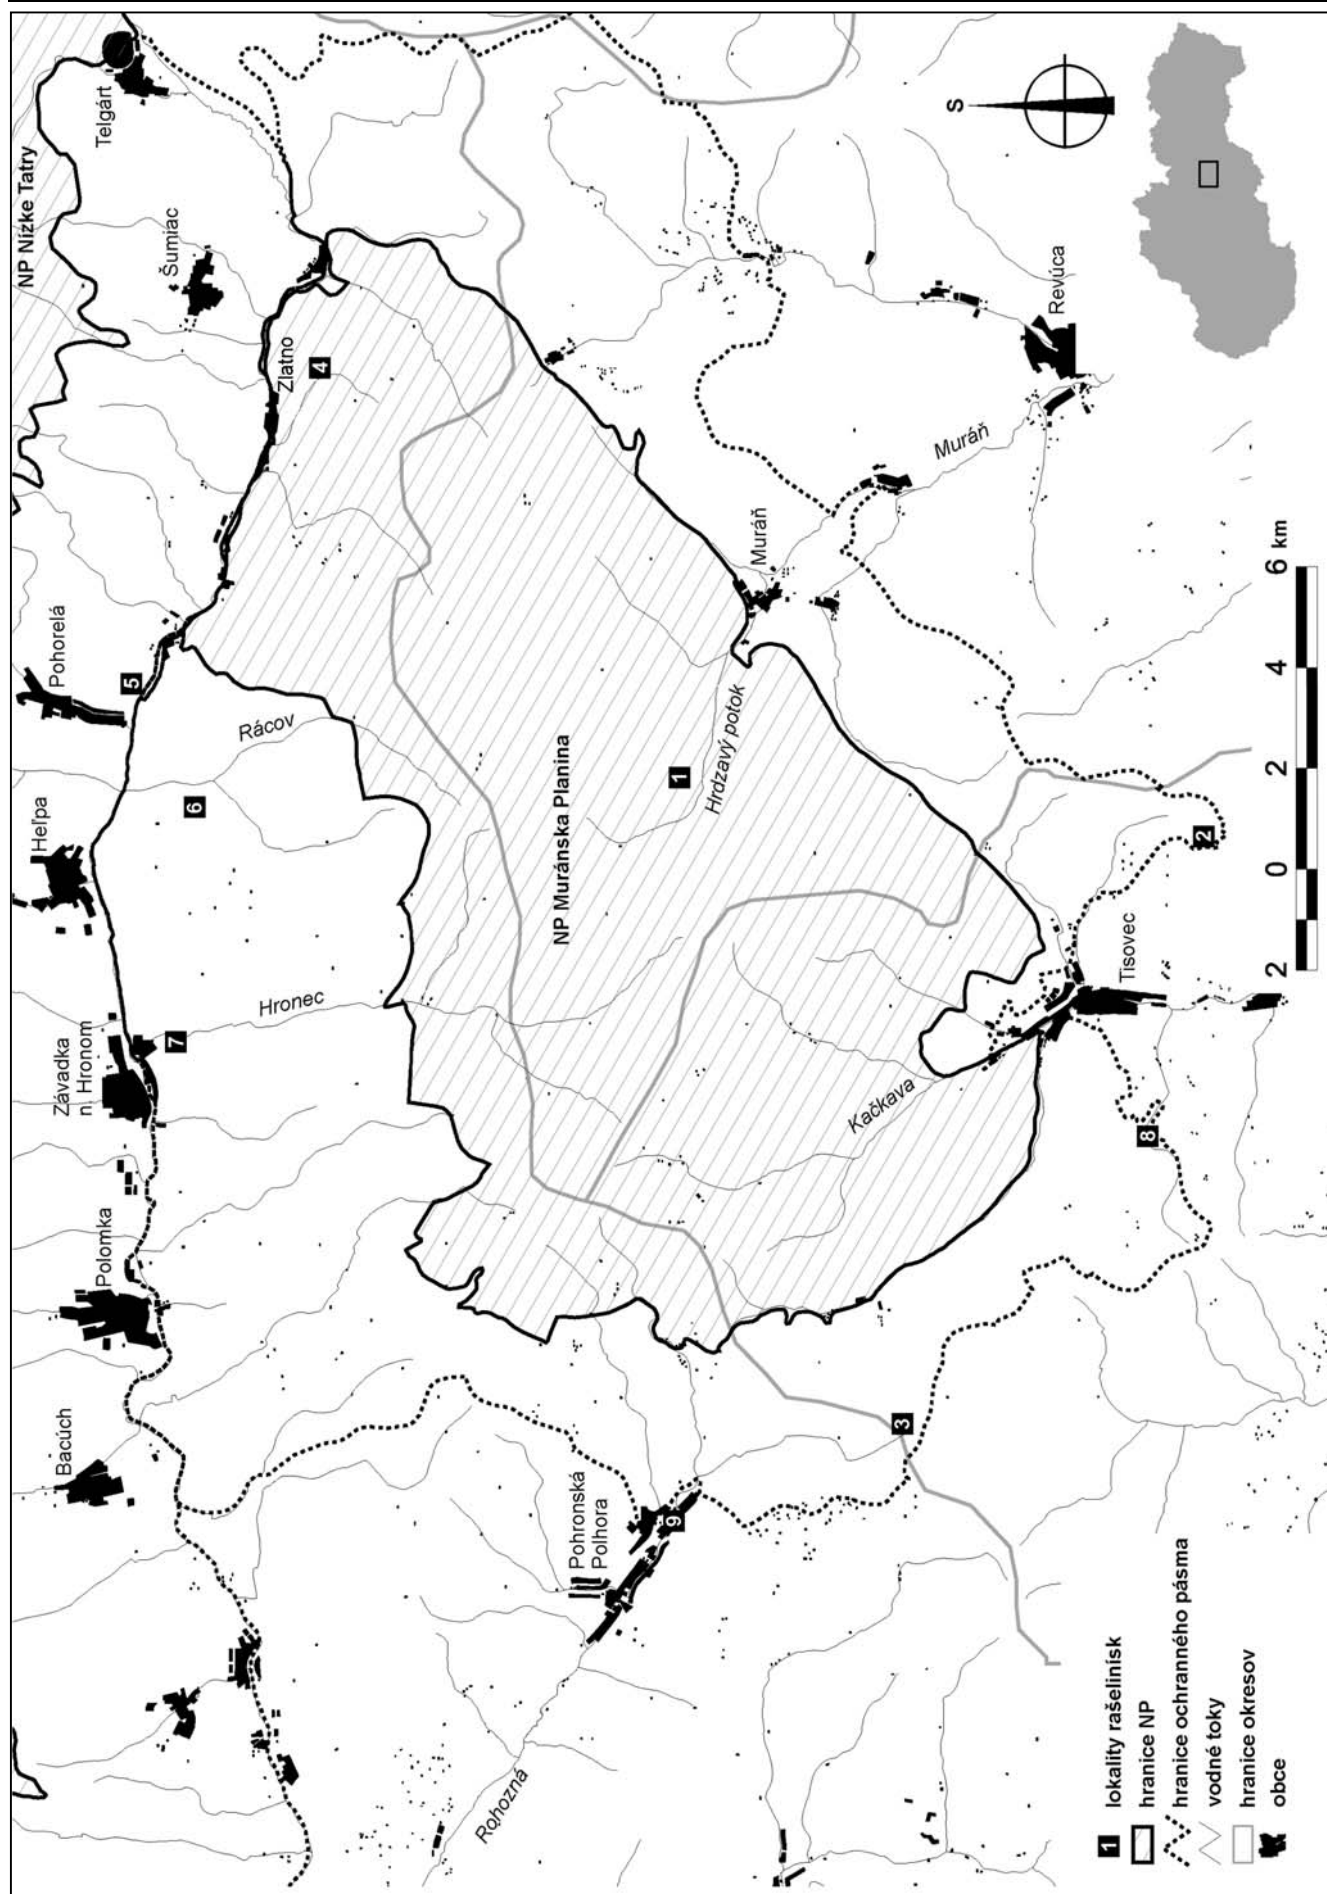 NP Nízke Tatry
Telgárt
Šumiac
Zlatno
4
Pohorelá
5
Rácov
6
Heľpa
Závadka
n. Hronom
7
Hronec
Polomka
Bacúch
NP Muránska Planina
1
Hrdzavý potok
Muráň
Muráň
Revúca
S
2
Tisovec
8
Kačkava
3
Pohronská
Polhora
9
Rohozná
2 0 2 4 6 km
1 lokality rašelinísk
hranice NP
hranice ochranného pásma
vodné toky
hranice okresov
obce